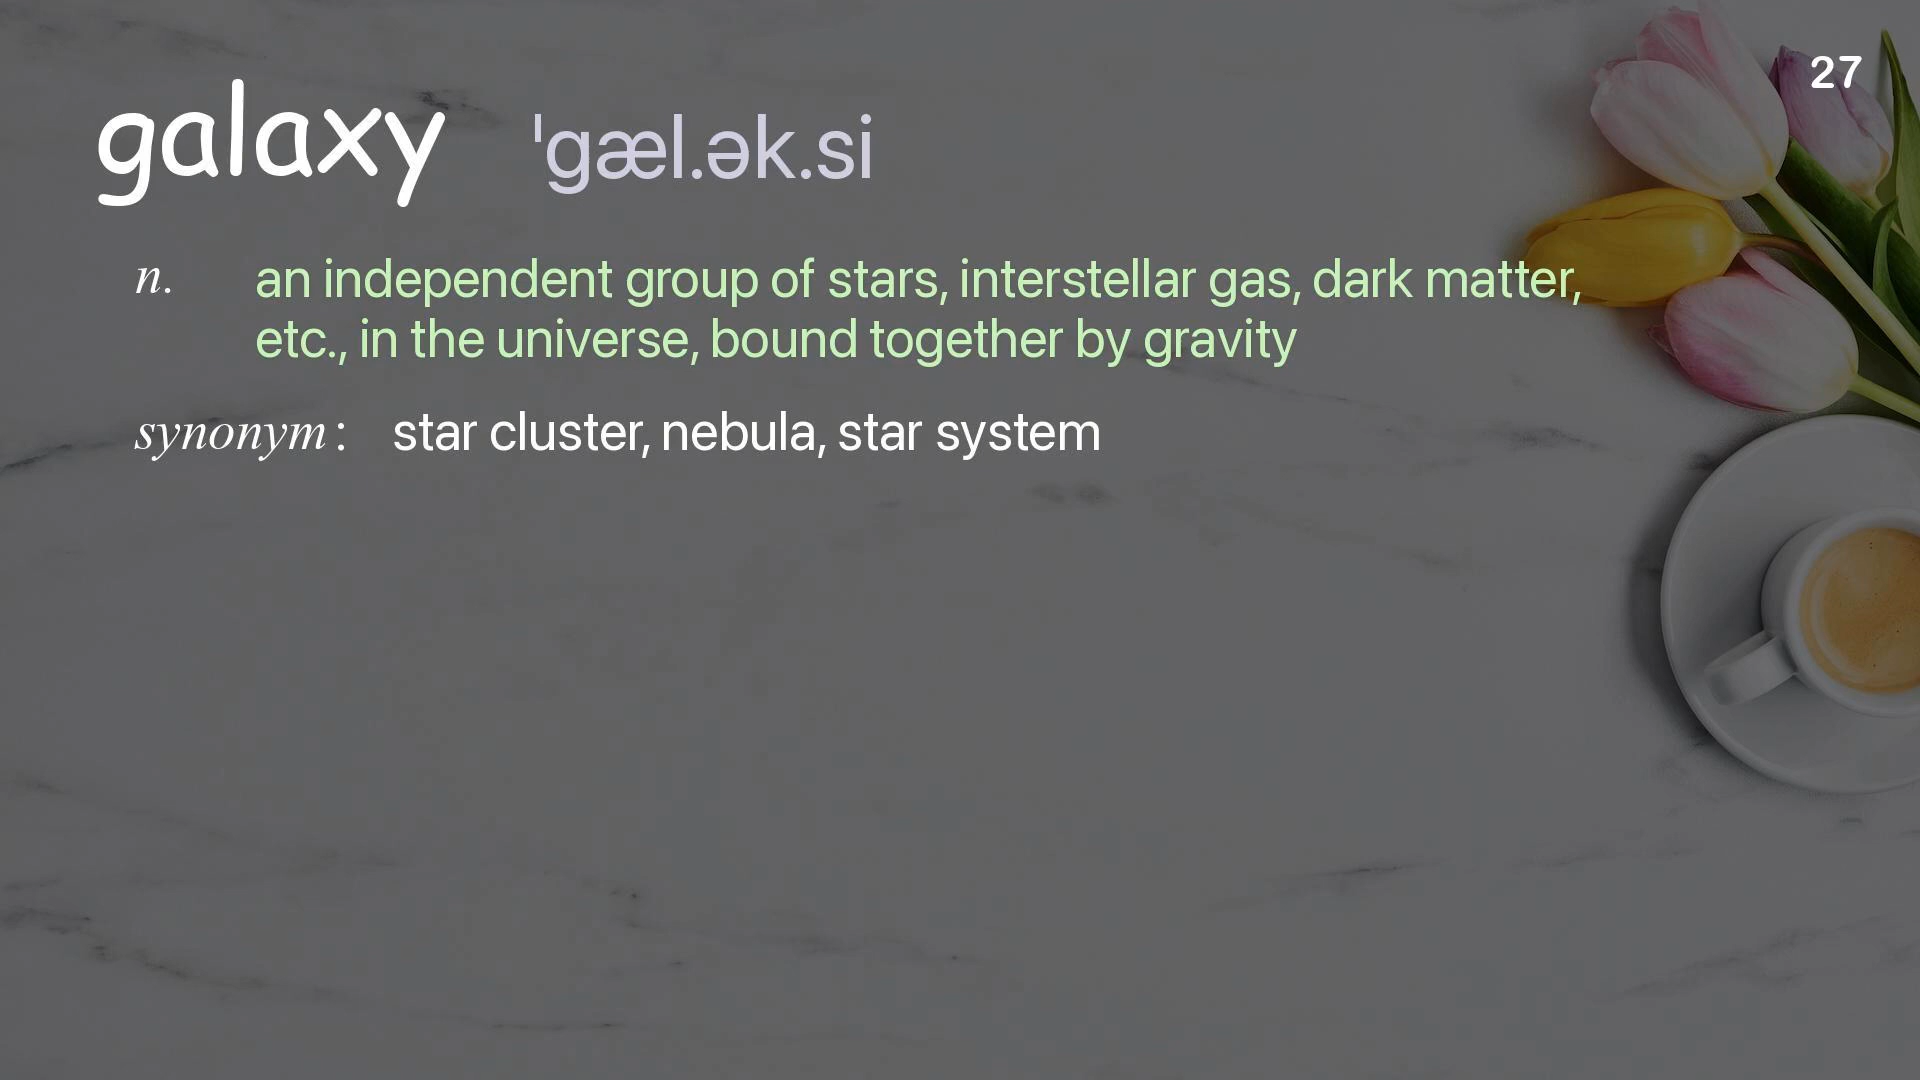 27
galaxy ˈgæl.ək.si
n. an independent group of stars, interstellar gas, dark matter,
etc., in the universe, bound together by gravity
synonym: star cluster, nebula, star system